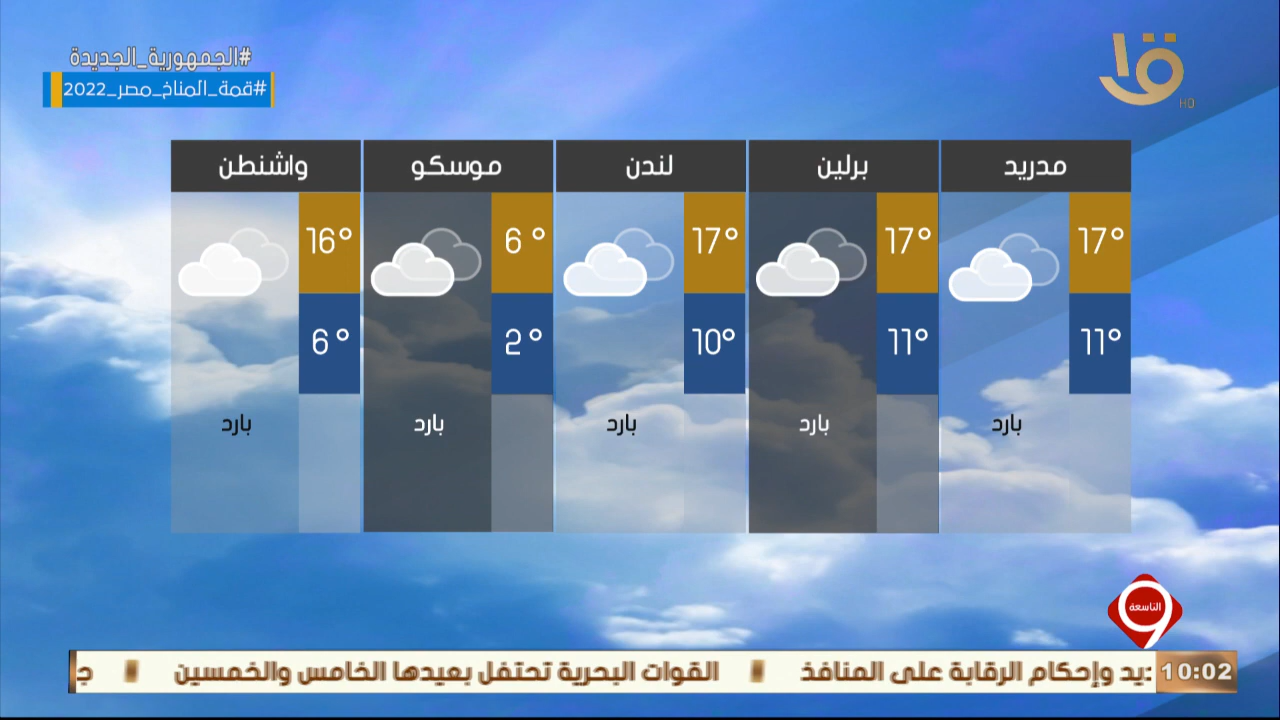 #الجمهورية_الجديدة
#قمة_المناخ_مصر_2022
HD
مدريد
17°
11°
بارد
برلين
17°
11°
بارد
لندن
17°
10°
بارد
موسكو
6°
2°
بارد
واشنطن
16°
6°
بارد
التاسعة
9
10:02
يد وإحكام الرقابة على المنافذ
القوات البحرية تحتفل بعيدها الخامس والخمسين